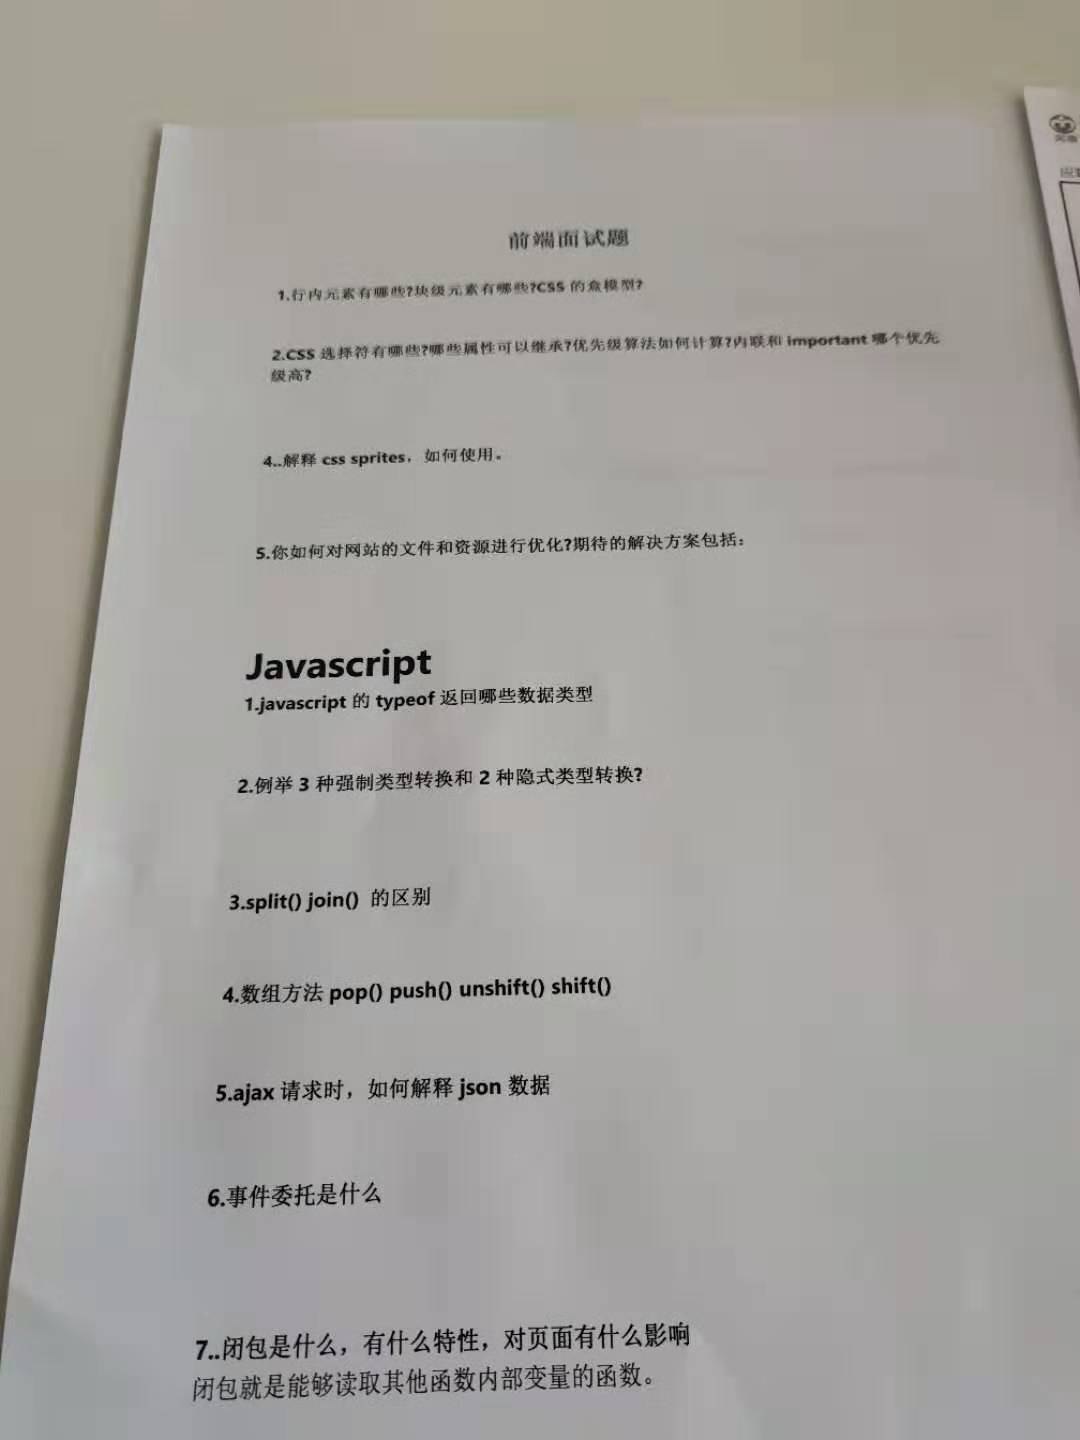 前端面试题
1.行内元素有哪些?块级元素有哪些?CSS 的盒模型?
2.CSS 选择符有哪些?哪些属性可以继承?优先级算法如何计算?内联和 important 哪个优先
级高?
4..解释 css sprites，如何使用。
5.你如何对网站的文件和资源进行优化?期待的解决方案包括：
Javascript
1.javascript 的 typeof 返回哪些数据类型
2.例举 3 种强制类型转换和 2 种隐式类型转换?
3.split() join() 的区别
4.数组方法 pop() push() unshift() shift()
5.ajax 请求时，如何解释 json 数据
6.事件委托是什么
7..闭包是什么，有什么特性，对页面有什么影响
闭包就是能够读取其他函数内部变量的函数。